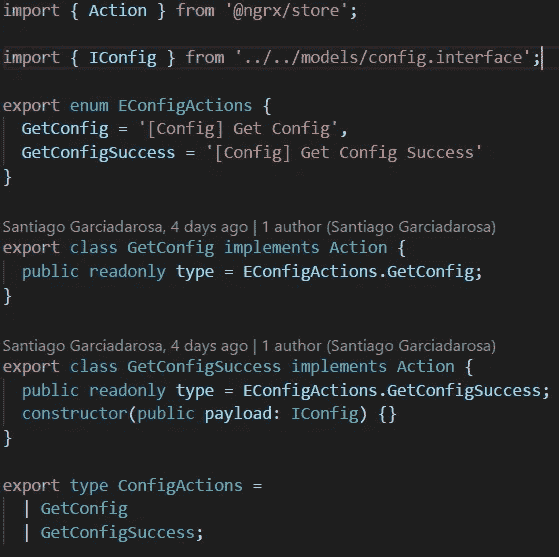 import { Action } from '@ngrx/store';
import { IConfig } from '../../models/config.interface';
export enum EConfigActions {
  GetConfig = '[Config] Get Config',
  GetConfigSuccess = '[Config] Get Config Success'
}
Santiago Garciadarosa, 4 days ago | 1 author (Santiago Garciadarosa)
export class GetConfig implements Action {
  public readonly type = EConfigActions.GetConfig;
}
Santiago Garciadarosa, 4 days ago | 1 author (Santiago Garciadarosa)
export class GetConfigSuccess implements Action {
  public readonly type = EConfigActions.GetConfigSuccess;
  constructor(public payload: IConfig) {}
}
export type ConfigActions =
  | GetConfig
  | GetConfigSuccess;